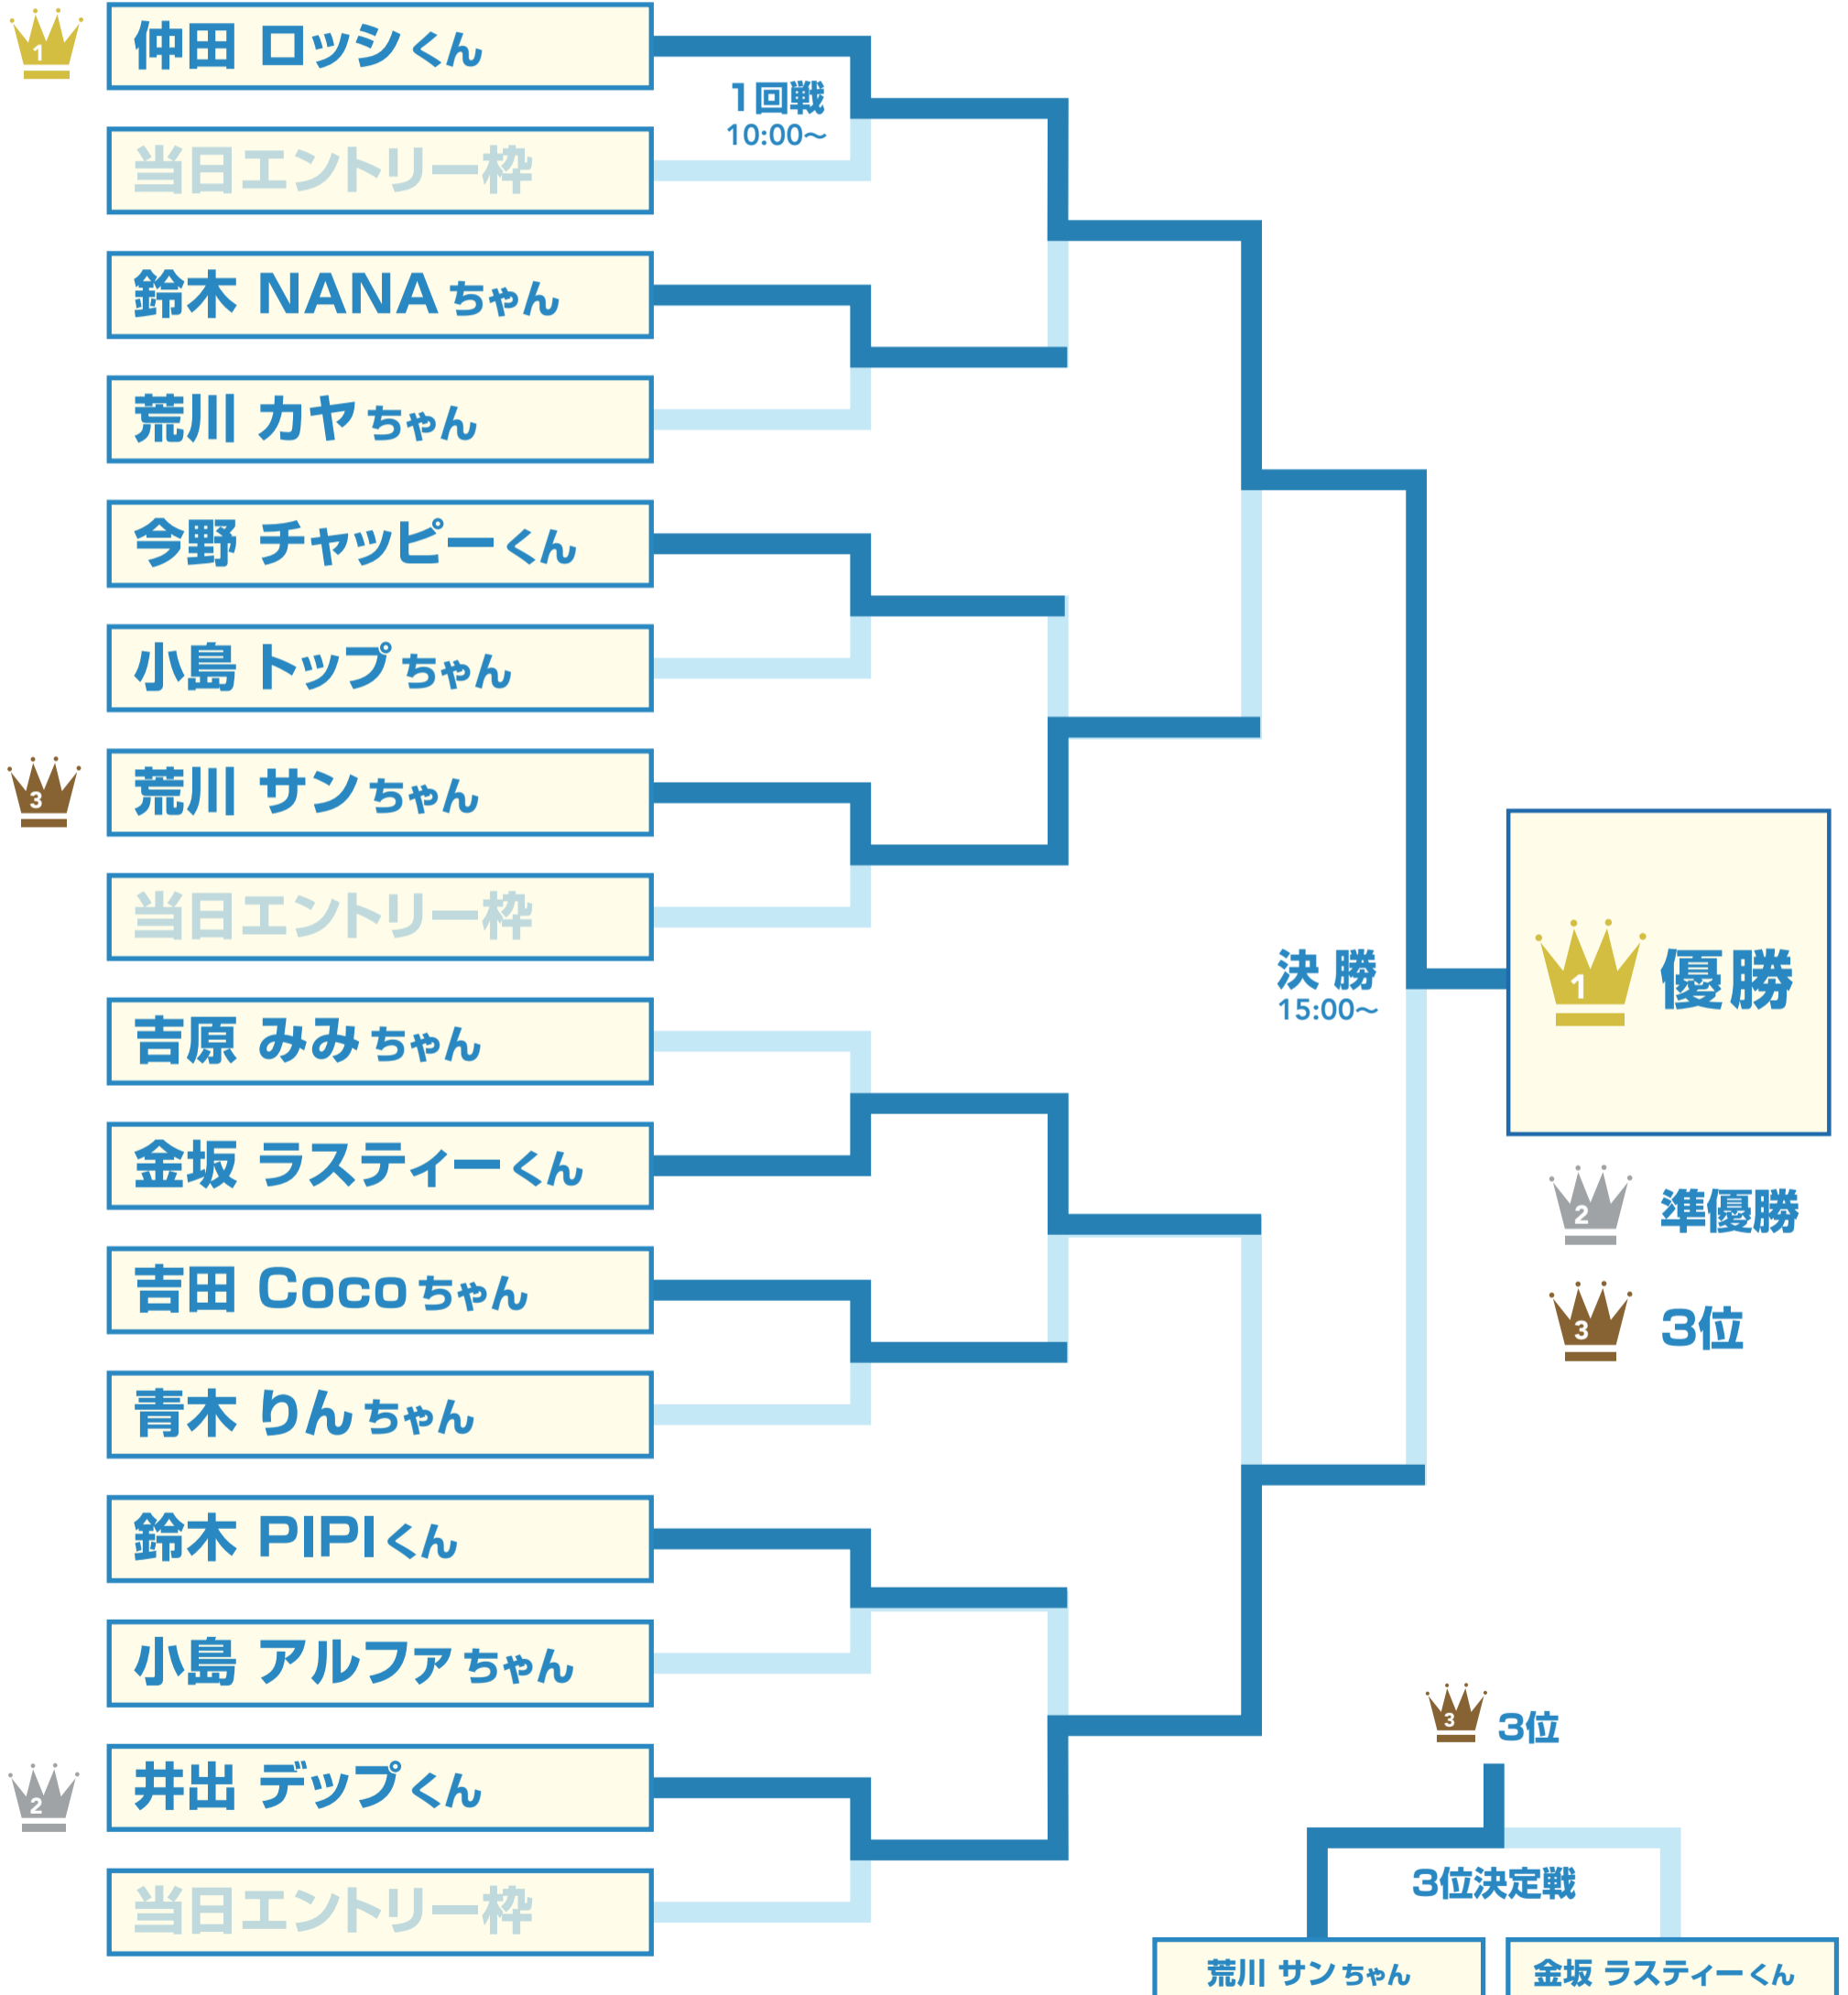 1
仲田 ロッシくん
1回戦
10:00〜
当日エントリー枠
鈴木 NANAちゃん
荒川 カヤちゃん
今野 チャッピーくん
小島 トップちゃん
3
荒川 サンちゃん
当日エントリー枠
決 勝
15:00〜
1
優勝
吉原 みみちゃん
金坂 ラスティーくん
2
準優勝
吉田 Cocoちゃん
3
3位
青木 りんちゃん
鈴木 PIPIくん
小島 アルファちゃん
2
井出 デップくん
当日エントリー枠
3
3位
3位決定戦
荒川 サンちゃん
金坂 ラスティーくん